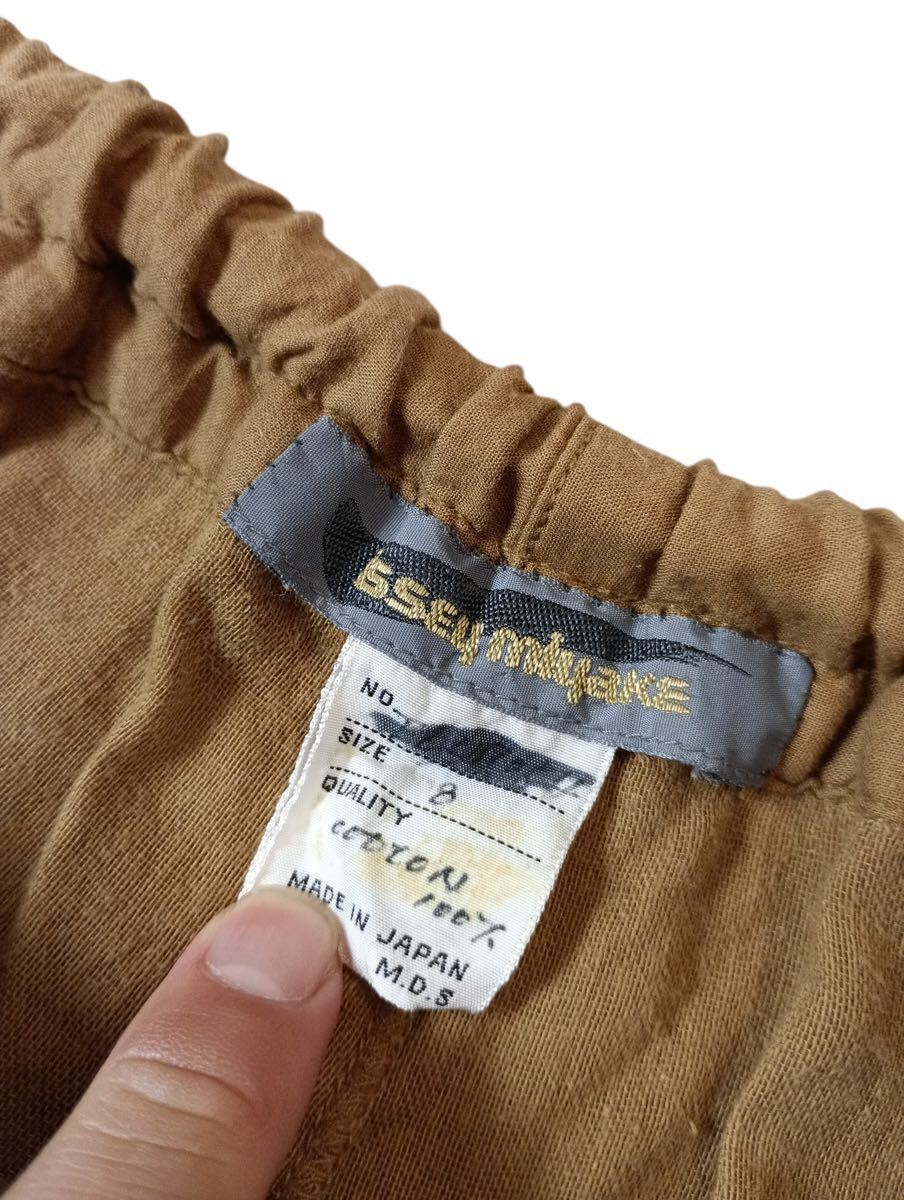 issey miyake
NO.
SIZE 8
QUALITY
COTTON
100%
MADE IN JAPAN
M.D.S